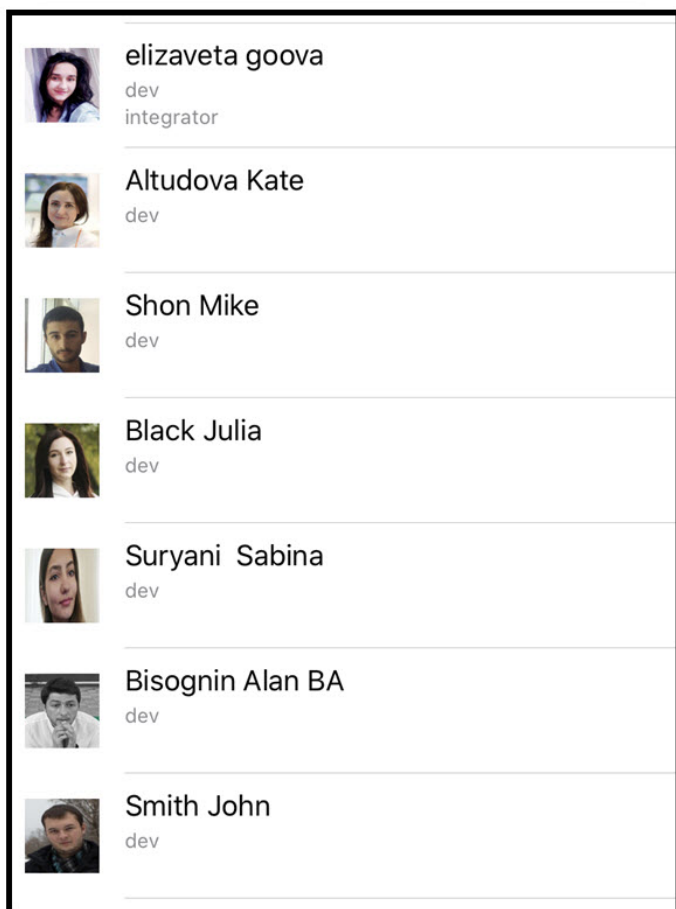 elizaveta goova
dev
integrator
Altudova Kate
dev
Shon Mike
dev
Black Julia
dev
Suryani  Sabina
dev
Bisognin Alan BA
dev
Smith John
dev